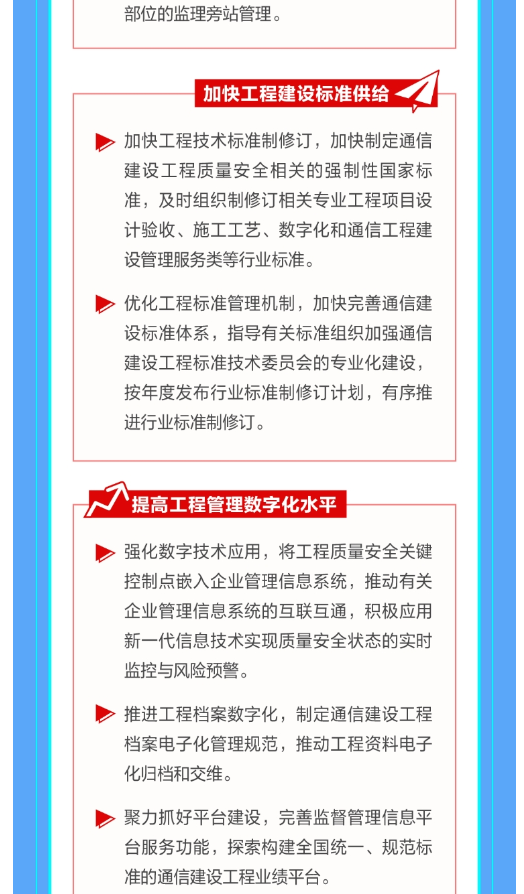 部位的监理旁站管理。
加快工程建设标准供给
加快工程技术标准制修订，加快制定通信
建设工程质量安全相关的强制性国家标
准，及时组织制修订相关专业工程项目设
计验收、施工工艺、数字化和通信工程建
设管理服务类等行业标准。
优化工程标准管理机制，加快完善通信建
设标准体系，指导有关标准组织加强通信
建设工程标准技术委员会的专业化建设，
按年度发布行业标准制修订计划，有序推
进行业标准制修订。
提高工程管理数字化水平
强化数字技术应用，将工程质量安全关键
控制点嵌入企业管理信息系统，推动有关
企业管理信息系统的互联互通，积极应用
新一代信息技术实现质量安全状态的实时
监控与风险预警。
推进工程档案数字化，制定通信建设工程
档案电子化管理规范，推动工程资料电子
化归档和交维。
聚力抓好平台建设，完善监督管理信息平
台服务功能，探索构建全国统一、规范标
准的通信建设工程业绩平台。